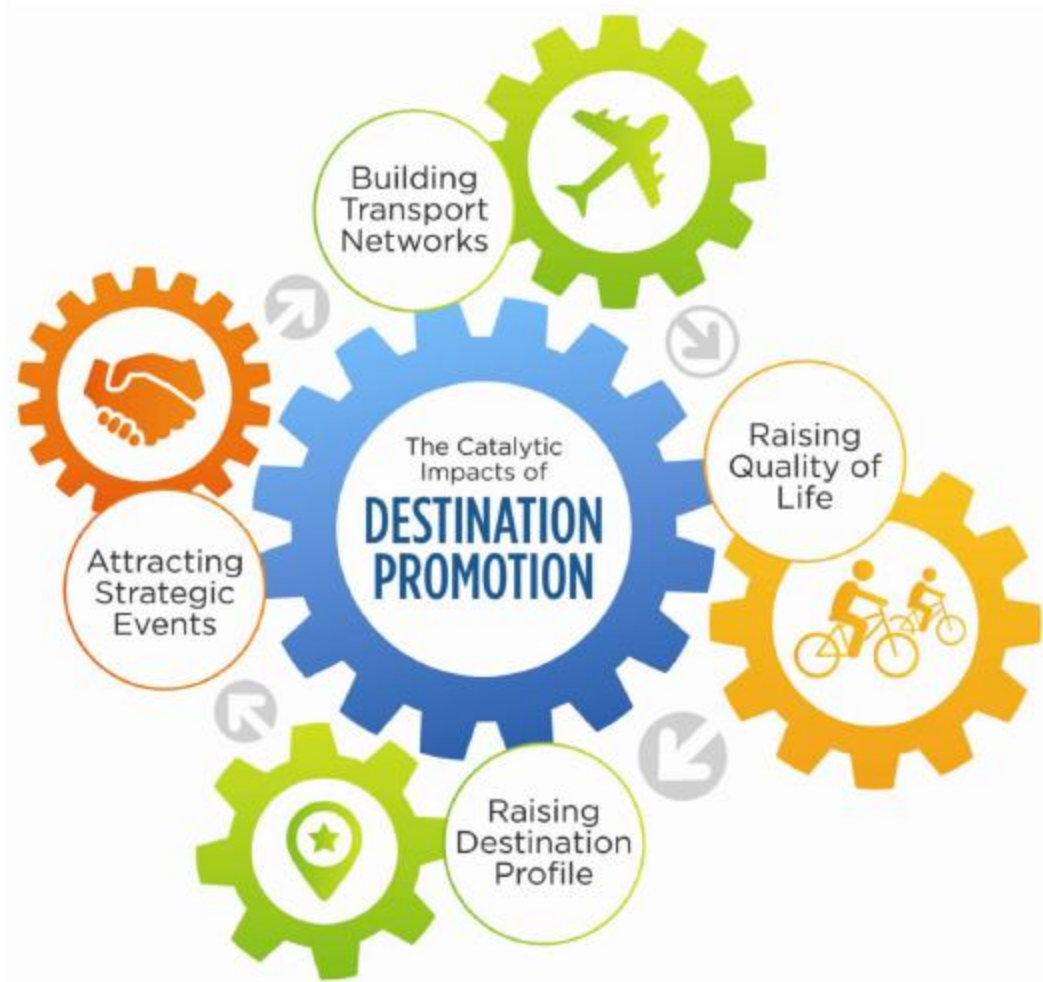 Building
Transport
Networks
The Catalytic
Impacts of
DESTINATION
PROMOTION
Raising
Quality of
Life
Attracting
Strategic
Events
Raising
Destination
Profile